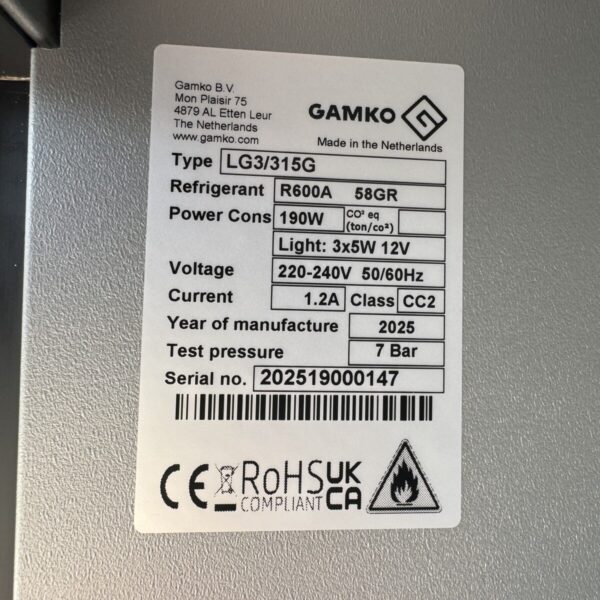 Gamko B.V.
Mon Plaisir 75
4879 AL Etten Leur
The Netherlands
www.gamko.com
GAMKO
Made in the Netherlands
Type LG3/315G
Refrigerant R600A 58GR
Power Cons 190W CO² eq (ton/co²)
Light: 3x5W 12V
Voltage 220-240V 50/60Hz
Current 1.2A Class CC2
Year of manufacture 2025
Test pressure 7 Bar
Serial no. 202519000147
CE RoHS COMPLIANT UK CA